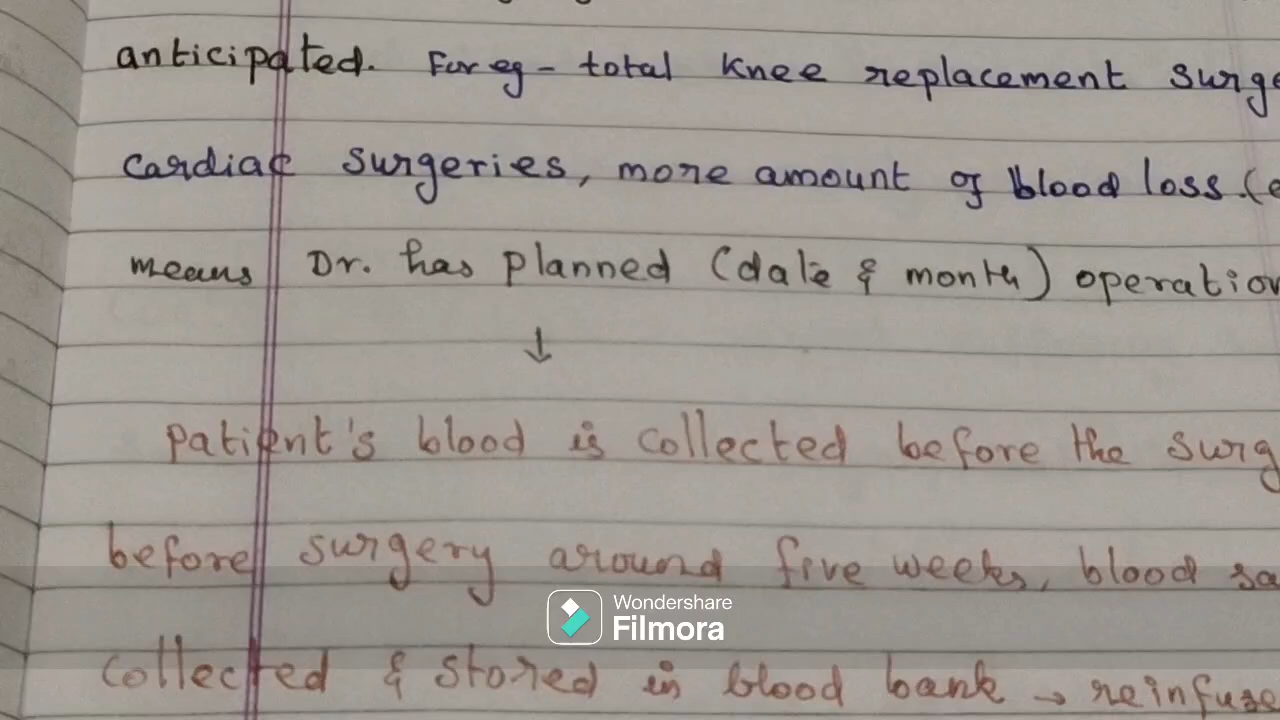 anticipated. For eg - total knee replacement surge
cardiac surgeries, more amount of blood loss. (e
means Dr. has planned (date & month) operation
↓
patient's blood is collected before the surg
before surgery around five weeks, blood sa
collected & stored in blood bank → reinfuse
Wondershare
Filmora